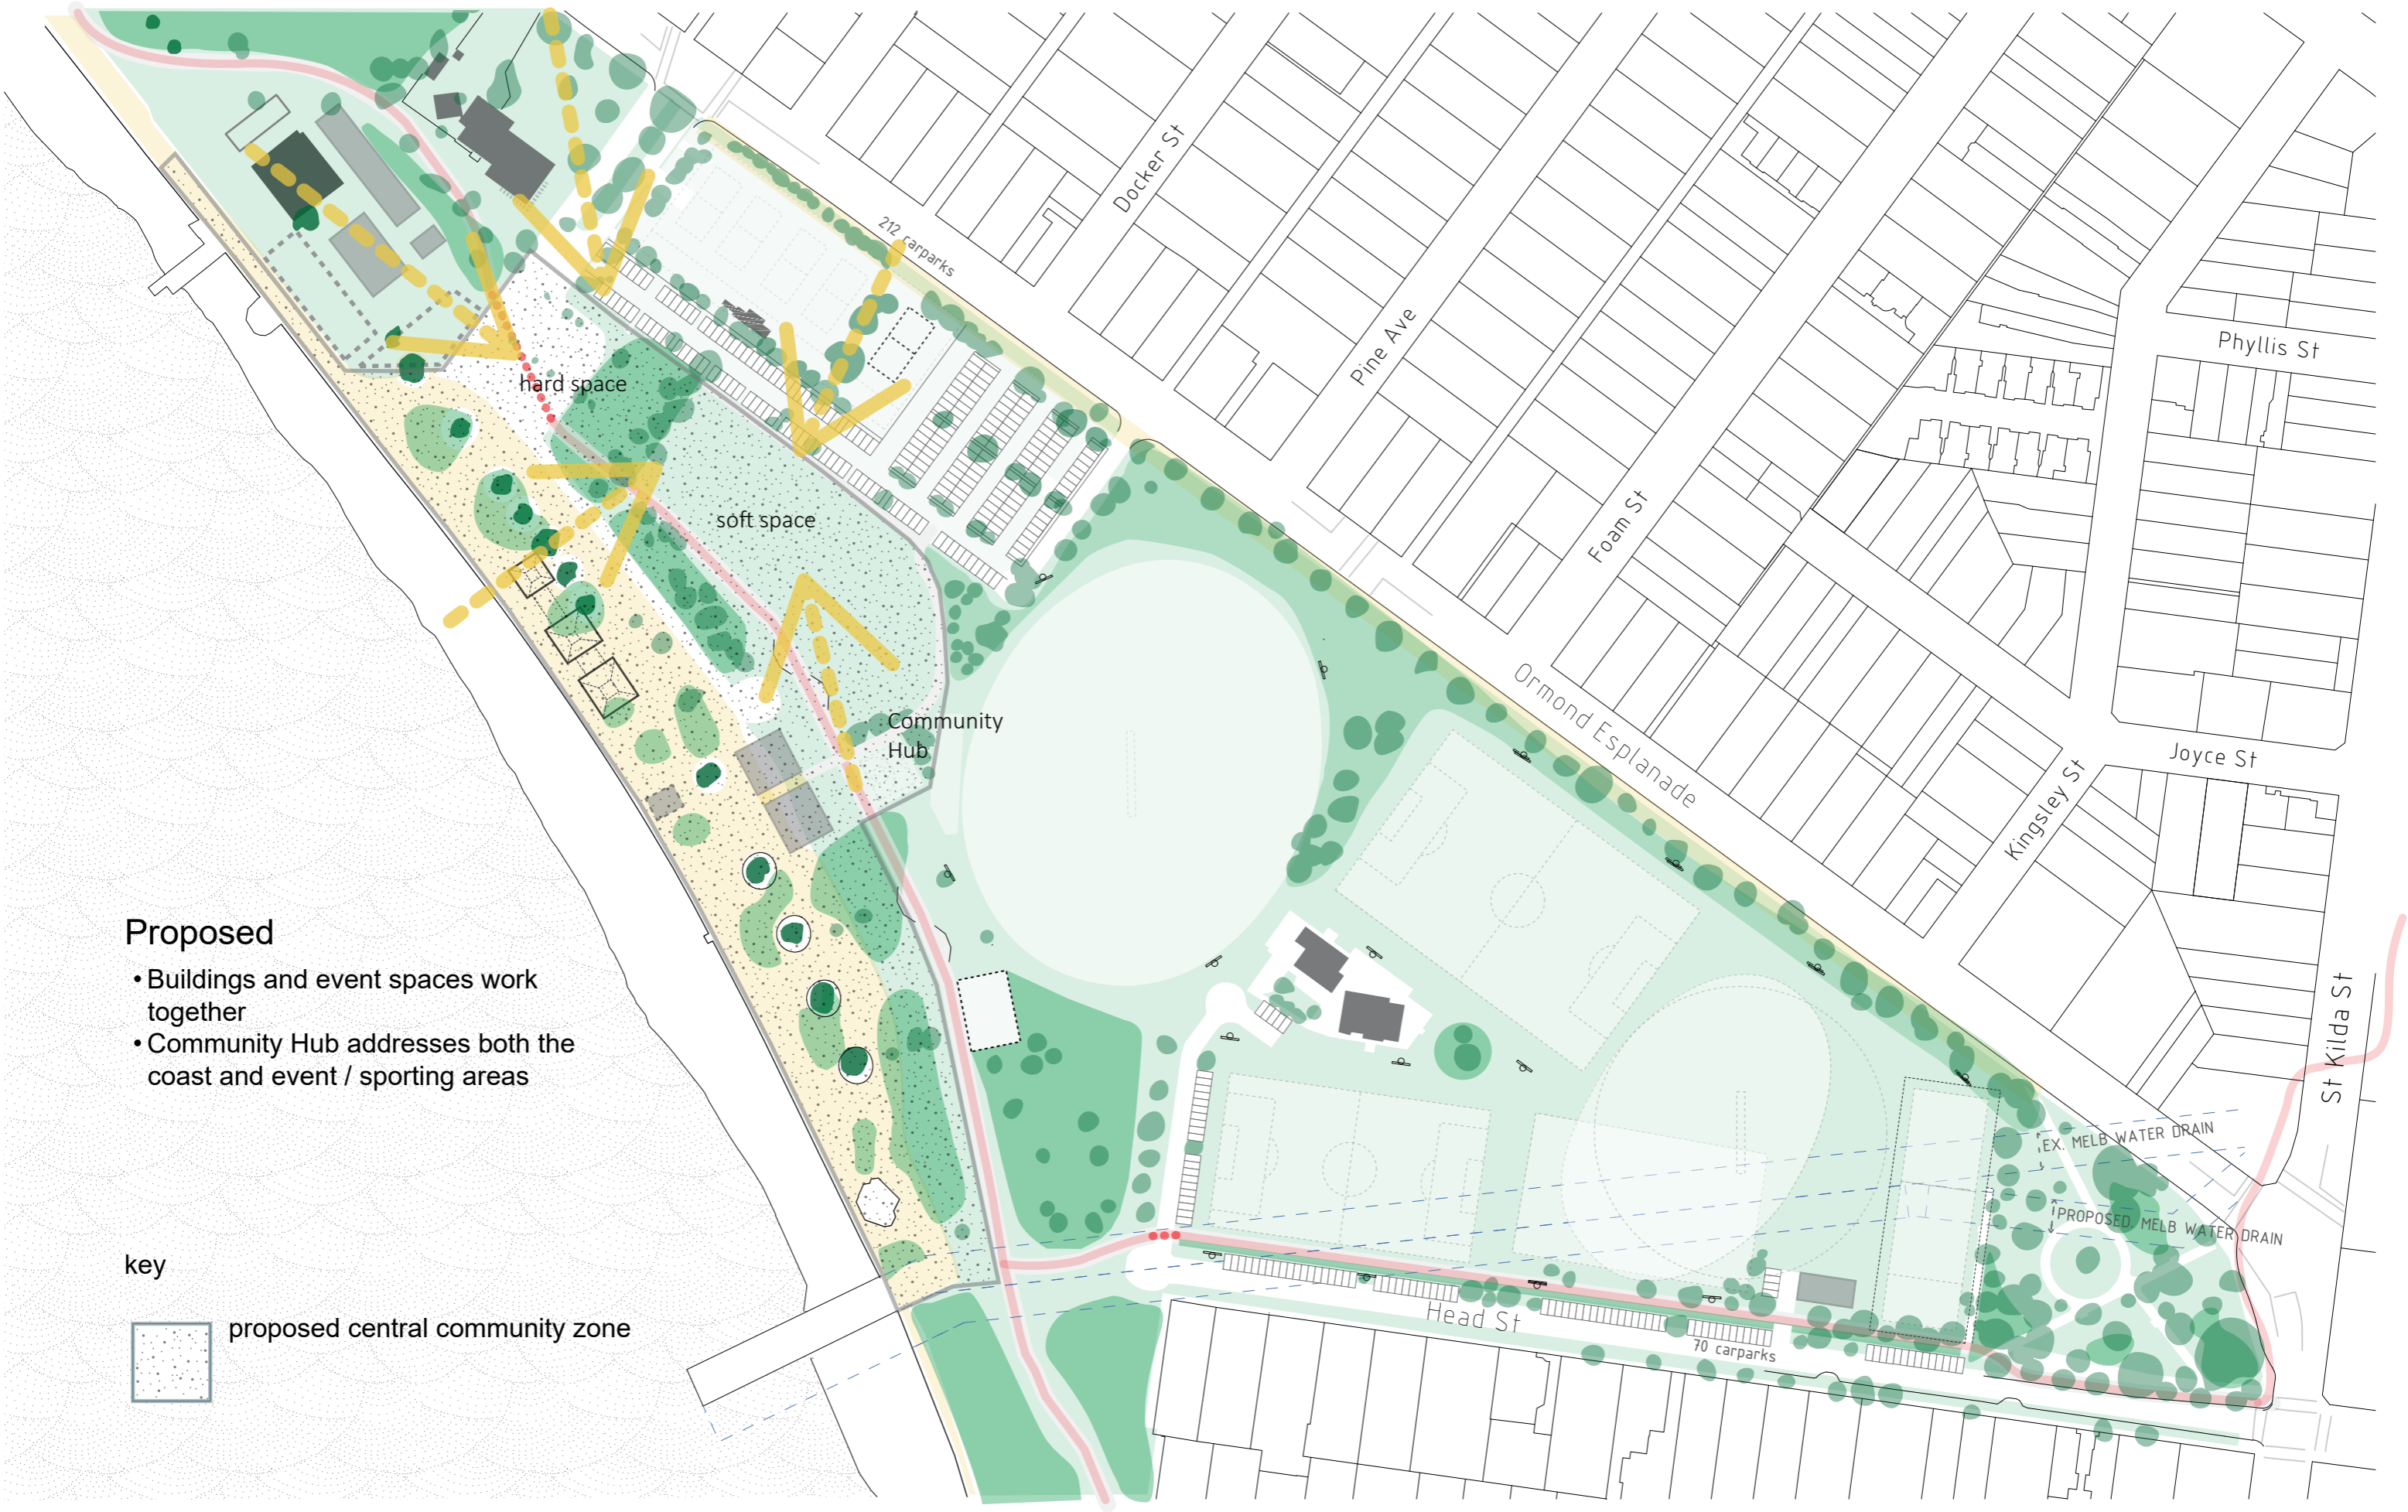 Docker St
212 carparks
Pine Ave
Phyllis St
hard space
Foam St
soft space
Ormond Esplanade
Community
Hub
Joyce St
Kingsley St
Proposed
• Buildings and event spaces work
together
• Community Hub addresses both the
coast and event / sporting areas
St Kilda St
EX. MELB WATER DRAIN
PROPOSED MELB WATER DRAIN
key
proposed central community zone
Head St
70 carparks